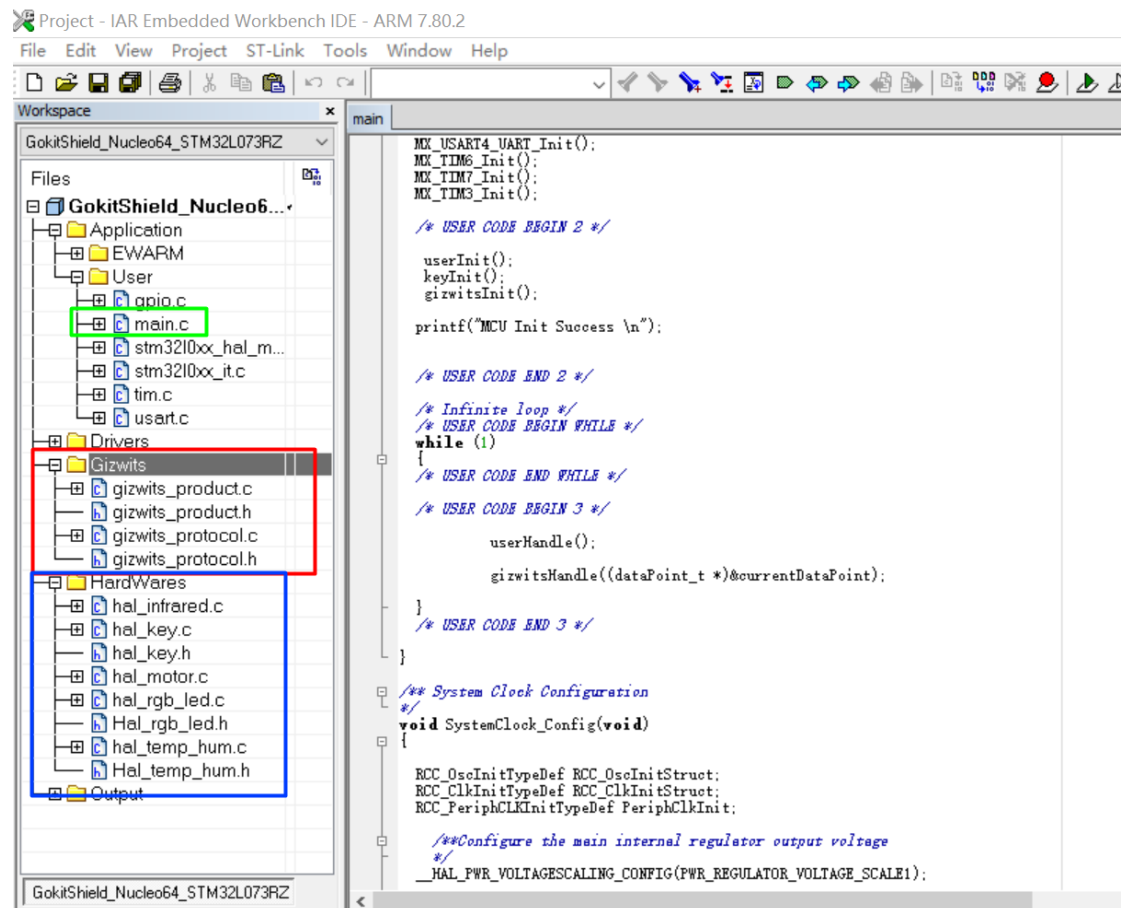 Project - IAR Embedded Workbench IDE - ARM 7.80.2
File Edit View Project ST-Link Tools Window Help
Workspace
GokitShield_Nucleo64_STM32L073RZ
Files
GokitShield_Nucleo6...
Application
EWARM
User
gpio.c
main.c
stm32l0xx_hal_m...
stm32l0xx_it.c
tim.c
usart.c
Drivers
Gizwits
gizwits_product.c
gizwits_product.h
gizwits_protocol.c
gizwits_protocol.h
HardWares
hal_infrared.c
hal_key.c
hal_key.h
hal_motor.c
hal_rgb_led.c
Hal_rgb_led.h
hal_temp_hum.c
Hal_temp_hum.h
Output
GokitShield_Nucleo64_STM32L073RZ
main
MX_USART4_UART_Init();
MX_TIM6_Init();
MX_TIM7_Init();
MX_TIM3_Init();
/* USER CODE BEGIN 2 */
userInit();
keyInit();
gizwitsInit();
printf("MCU Init Success \n");
/* USER CODE END 2 */
/* Infinite loop */
/* USER CODE BEGIN WHILE */
while (1)
{
/* USER CODE END WHILE */
/* USER CODE BEGIN 3 */
userHandle();
gizwitsHandle((dataPoint_t *)&currentDataPoint);
}
/* USER CODE END 3 */
}
/** System Clock Configuration
*/
void SystemClock_Config(void)
{
RCC_OscInitTypeDef RCC_OscInitStruct;
RCC_ClkInitTypeDef RCC_ClkInitStruct;
RCC_PeriphCLKInitTypeDef PeriphClkInit;
/**Configure the main internal regulator output voltage
*/
__HAL_PWR_VOLTAGESCALING_CONFIG(PWR_REGULATOR_VOLTAGE_SCALE1);